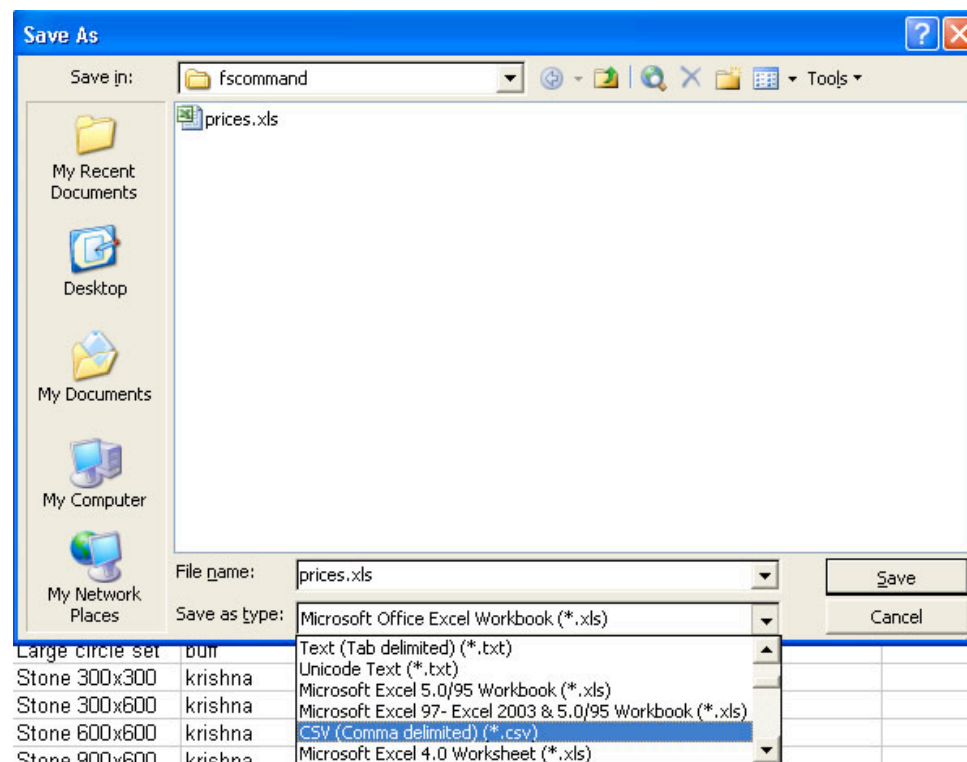 Save As
Save in:
fscommand
Tools
prices.xls
My Recent
Documents
Desktop
My Documents
My Computer
My Network
Places
File name:
prices.xls
Save
Save as type:
Microsoft Office Excel Workbook (*.xls)
Cancel
Text (Tab delimited) (*.txt)
Unicode Text (*.txt)
Microsoft Excel 5.0/95 Workbook (*.xls)
Microsoft Excel 97- Excel 2003 & 5.0/95 Workbook (*.xls)
CSV (Comma delimited) (*.csv)
Microsoft Excel 4.0 Worksheet (*.xls)
Large circle set buff
Stone 300x300 krishna
Stone 300x600 krishna
Stone 600x600 krishna
Stone 900x600 krishna